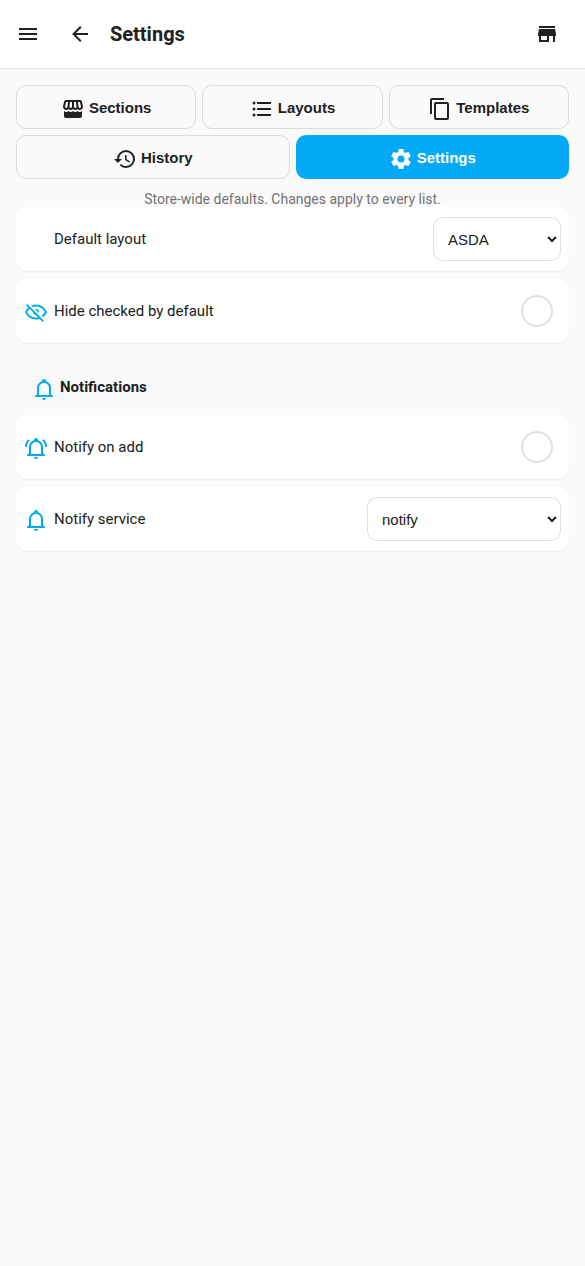 Settings
Sections
Layouts
Templates
History
Settings
Store-wide defaults. Changes apply to every list.
Default layout
ASDA
Hide checked by default
Notifications
Notify on add
Notify service
notify